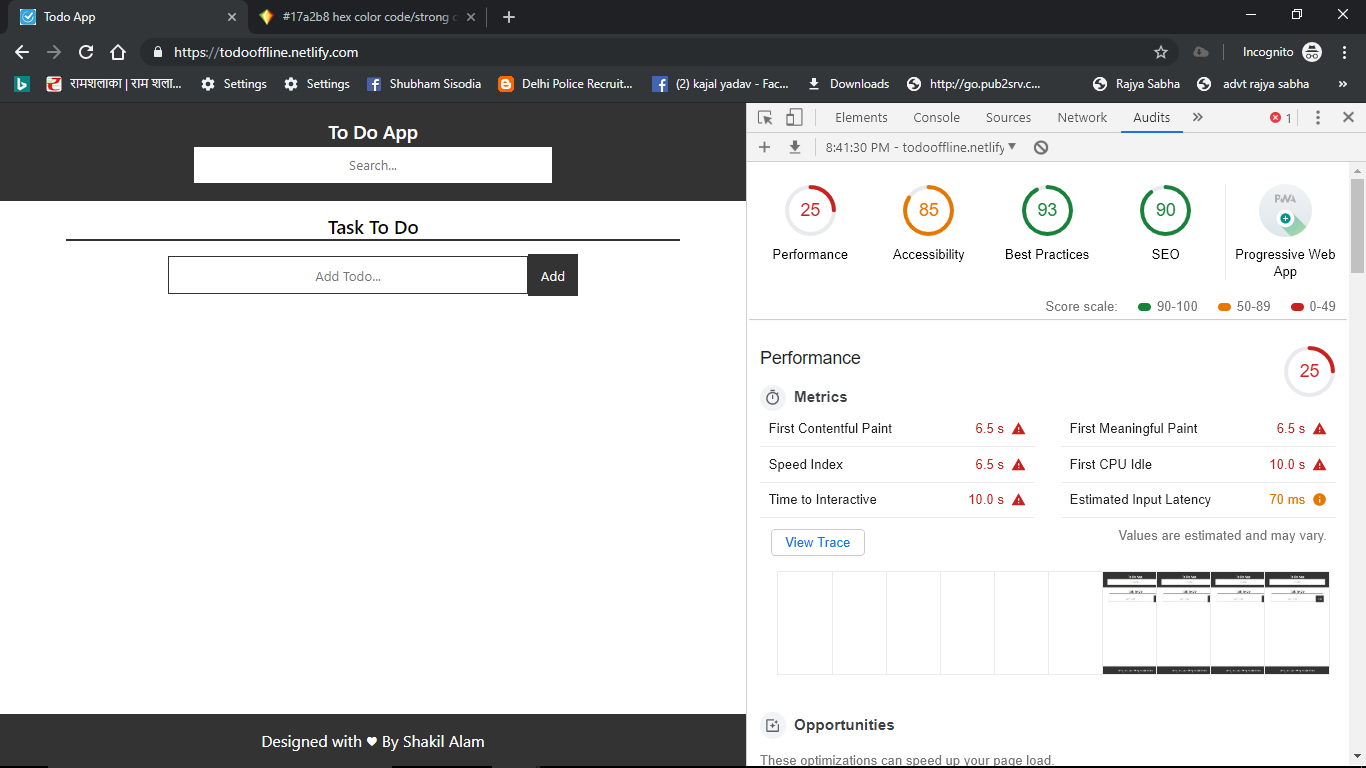 Todo App
#17a2b8 hex color code/strong c
https://todooffline.netlify.com
Incognito
रामशलाका | राम शला...
Settings
Settings
Shubham Sisodia
Delhi Police Recruit...
(2) kajal yadav - Fac...
Downloads
http://go.pub2srv.c...
Rajya Sabha
advt rajya sabha
»
To Do App
Search...
Task To Do
Add Todo...
Add
Designed with ♥ By Shakil Alam
Elements
Console
Sources
Network
Audits
»
1
8:41:30 PM - todooffline.netlify
25
85
93
90
PWA
Performance
Accessibility
Best Practices
SEO
Progressive Web
App
Score scale:
90-100
50-89
0-49
Performance
25
Metrics
First Contentful Paint
6.5 s
First Meaningful Paint
6.5 s
Speed Index
6.5 s
First CPU Idle
10.0 s
Time to Interactive
10.0 s
Estimated Input Latency
70 ms
View Trace
Values are estimated and may vary.
Opportunities
These optimizations can speed up your page load.